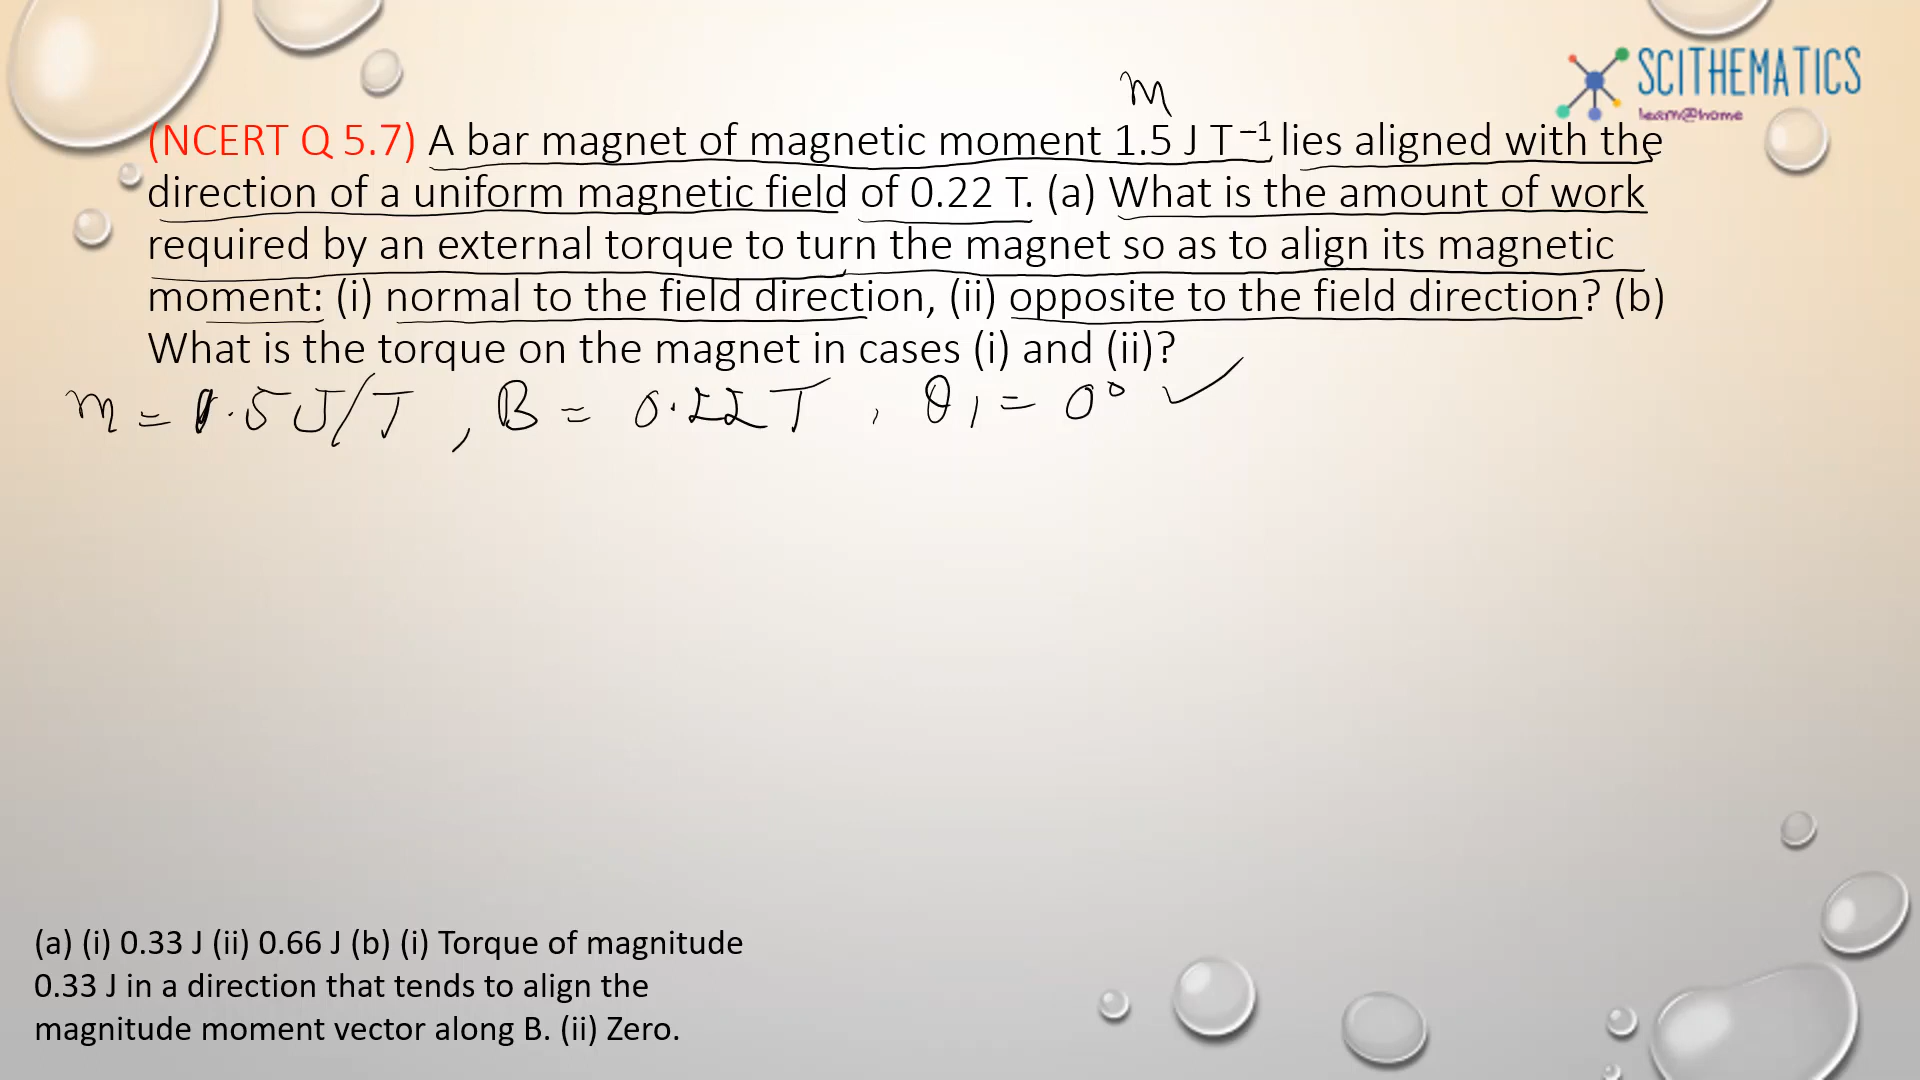 SCITHEMATICS
learn@home
m
(NCERT Q 5.7) A bar magnet of magnetic moment 1.5 J T⁻¹ lies aligned with the
direction of a uniform magnetic field of 0.22 T. (a) What is the amount of work
required by an external torque to turn the magnet so as to align its magnetic
moment: (i) normal to the field direction, (ii) opposite to the field direction? (b)
What is the torque on the magnet in cases (i) and (ii)?
m = 1.5 J/T , B = 0.22 T , θ₁ = 0° ✓
(a) (i) 0.33 J (ii) 0.66 J (b) (i) Torque of magnitude
0.33 J in a direction that tends to align the
magnitude moment vector along B. (ii) Zero.